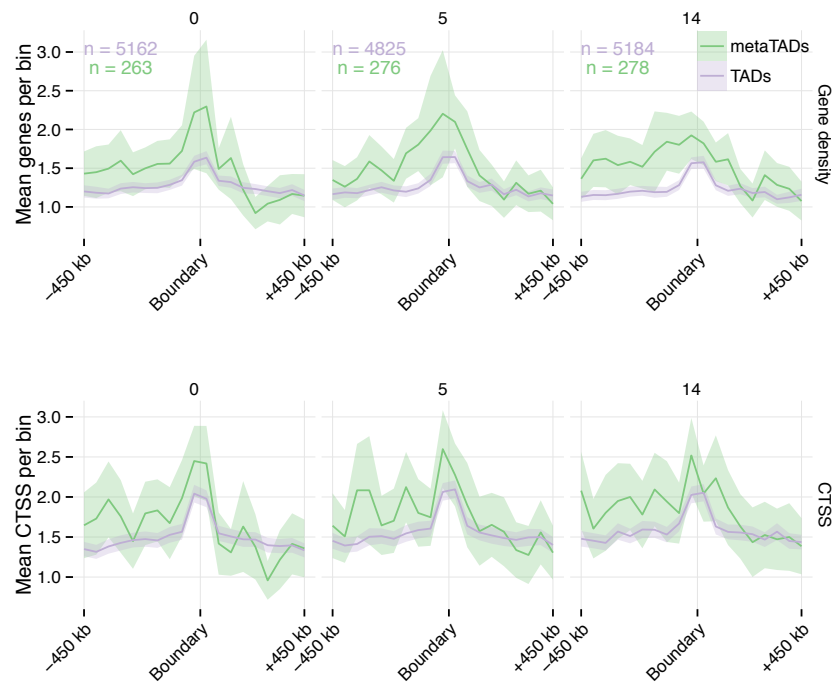 0 5 14
Mean genes per bin
3.0
2.5
2.0
1.5
1.0
n = 5162
n = 263
n = 4825
n = 276
n = 5184
n = 278
metaTADs
TADs
Gene density
−450 kb Boundary +450 kb −450 kb Boundary +450 kb −450 kb Boundary +450 kb
0 5 14
Mean CTSS per bin
3.0
2.5
2.0
1.5
1.0
CTSS
−450 kb Boundary +450 kb −450 kb Boundary +450 kb −450 kb Boundary +450 kb